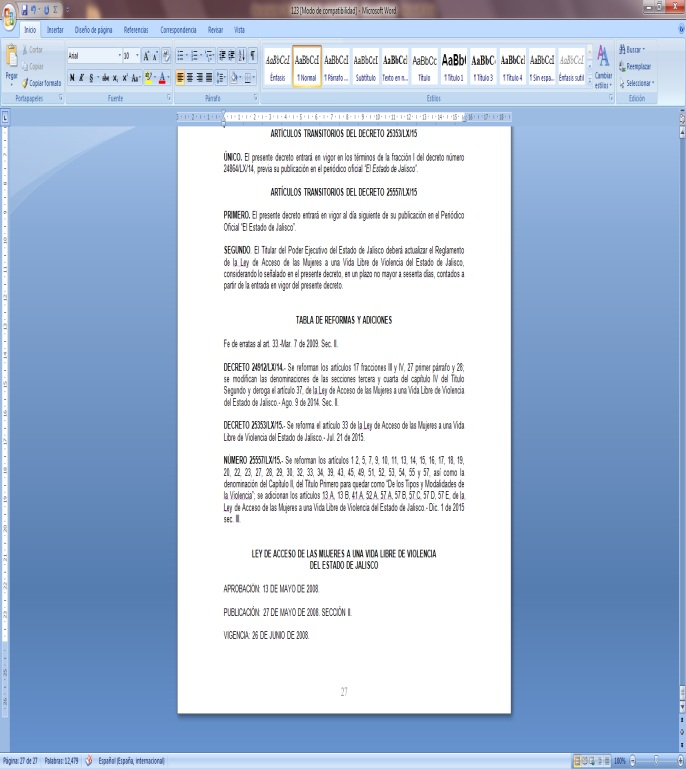 123 [Modo de compatibilidad] - Microsoft Word
Inicio Insertar Diseño de página Referencias Correspondencia Revisar Vista
Pegar
Cortar
Copiar
Copiar formato
Portapapeles
Arial
10
Fuente
Párrafo
AaBbCcI AaBbCcI AaBbCcI AaBbCcI AaBbCcI AaBbCc AaBb( AaBbC AaBbCcI AaBbCcI AaBbCcI
Énfasis ¶ Normal ¶ Párrafo ... Subtítulo Texto en n... Título ¶ Título 1 ¶ Título 3 ¶ Título 4 ¶ Sin espa... Énfasis sutil
Cambiar estilos
Estilos
Buscar
Reemplazar
Seleccionar
Edición
ARTÍCULOS TRANSITORIOS DEL DECRETO 25353/LX/15
ÚNICO. El presente decreto entrará en vigor en los términos de la fracción I del decreto número
24864/LX/14, previa su publicación en el periódico oficial "El Estado de Jalisco".
ARTÍCULOS TRANSITORIOS DEL DECRETO 25557/LX/15
PRIMERO. El presente decreto entrará en vigor al día siguiente de su publicación en el Periódico
Oficial "El Estado de Jalisco".
SEGUNDO. El Titular del Poder Ejecutivo del Estado de Jalisco deberá actualizar el Reglamento
de la Ley de Acceso de las Mujeres a una Vida Libre de Violencia del Estado de Jalisco,
considerando lo señalado en el presente decreto, en un plazo no mayor a sesenta días, contados a
partir de la entrada en vigor del presente decreto.
TABLA DE REFORMAS Y ADICIONES
Fe de erratas al art. 33.-Mar. 7 de 2009. Sec. II.
DECRETO 24912/LX/14.- Se reforman los artículos 17 fracciones III y IV, 27 primer párrafo y 28;
se modifican las denominaciones de las secciones tercera y cuarta del capítulo IV del Título
Segundo y deroga el artículo 37, de la Ley de Acceso de las Mujeres a una Vida Libre de Violencia
del Estado de Jalisco.- Ago. 9 de 2014. Sec. II.
DECRETO 25353/LX/15.- Se reforma el artículo 33 de la Ley de Acceso de las Mujeres a una Vida
Libre de Violencia del Estado de Jalisco.- Jul. 21 de 2015.
NÚMERO 25557/LX/15.- Se reforman los artículos 1 2, 5, 7, 9, 10, 11, 13, 14, 15, 16, 17, 18, 19,
20, 22, 23, 27, 28, 29, 30, 32, 33, 34, 39, 43, 45, 49, 51, 52, 53, 54, 55 y 57, así como la
denominación del Capítulo II, del Título Primero para quedar como "De los Tipos y Modalidades de
la Violencia"; se adicionan los artículos 13 A, 13 B, 41 A, 52 A, 57 A, 57 B, 57 C, 57 D, 57 E, de la
Ley de Acceso de las Mujeres a una Vida Libre de Violencia del Estado de Jalisco.- Dic. 1 de 2015
sec. III.
LEY DE ACCESO DE LAS MUJERES A UNA VIDA LIBRE DE VIOLENCIA
DEL ESTADO DE JALISCO
APROBACIÓN: 13 DE MAYO DE 2008.
PUBLICACIÓN: 27 DE MAYO DE 2008. SECCIÓN II.
VIGENCIA: 26 DE JUNIO DE 2008.
27
Página: 27 de 27 Palabras: 12,479 Español (España, internacional) 100%